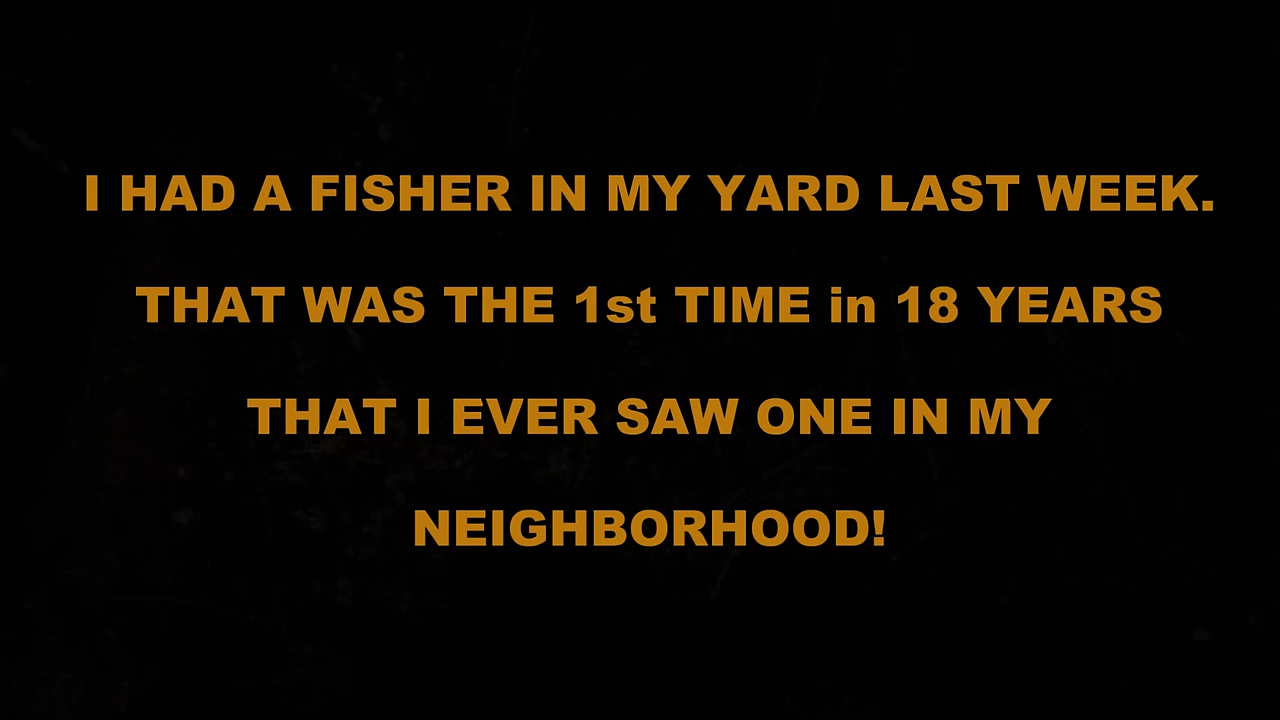 I HAD A FISHER IN MY YARD LAST WEEK.
THAT WAS THE 1st TIME in 18 YEARS
THAT I EVER SAW ONE IN MY
NEIGHBORHOOD!